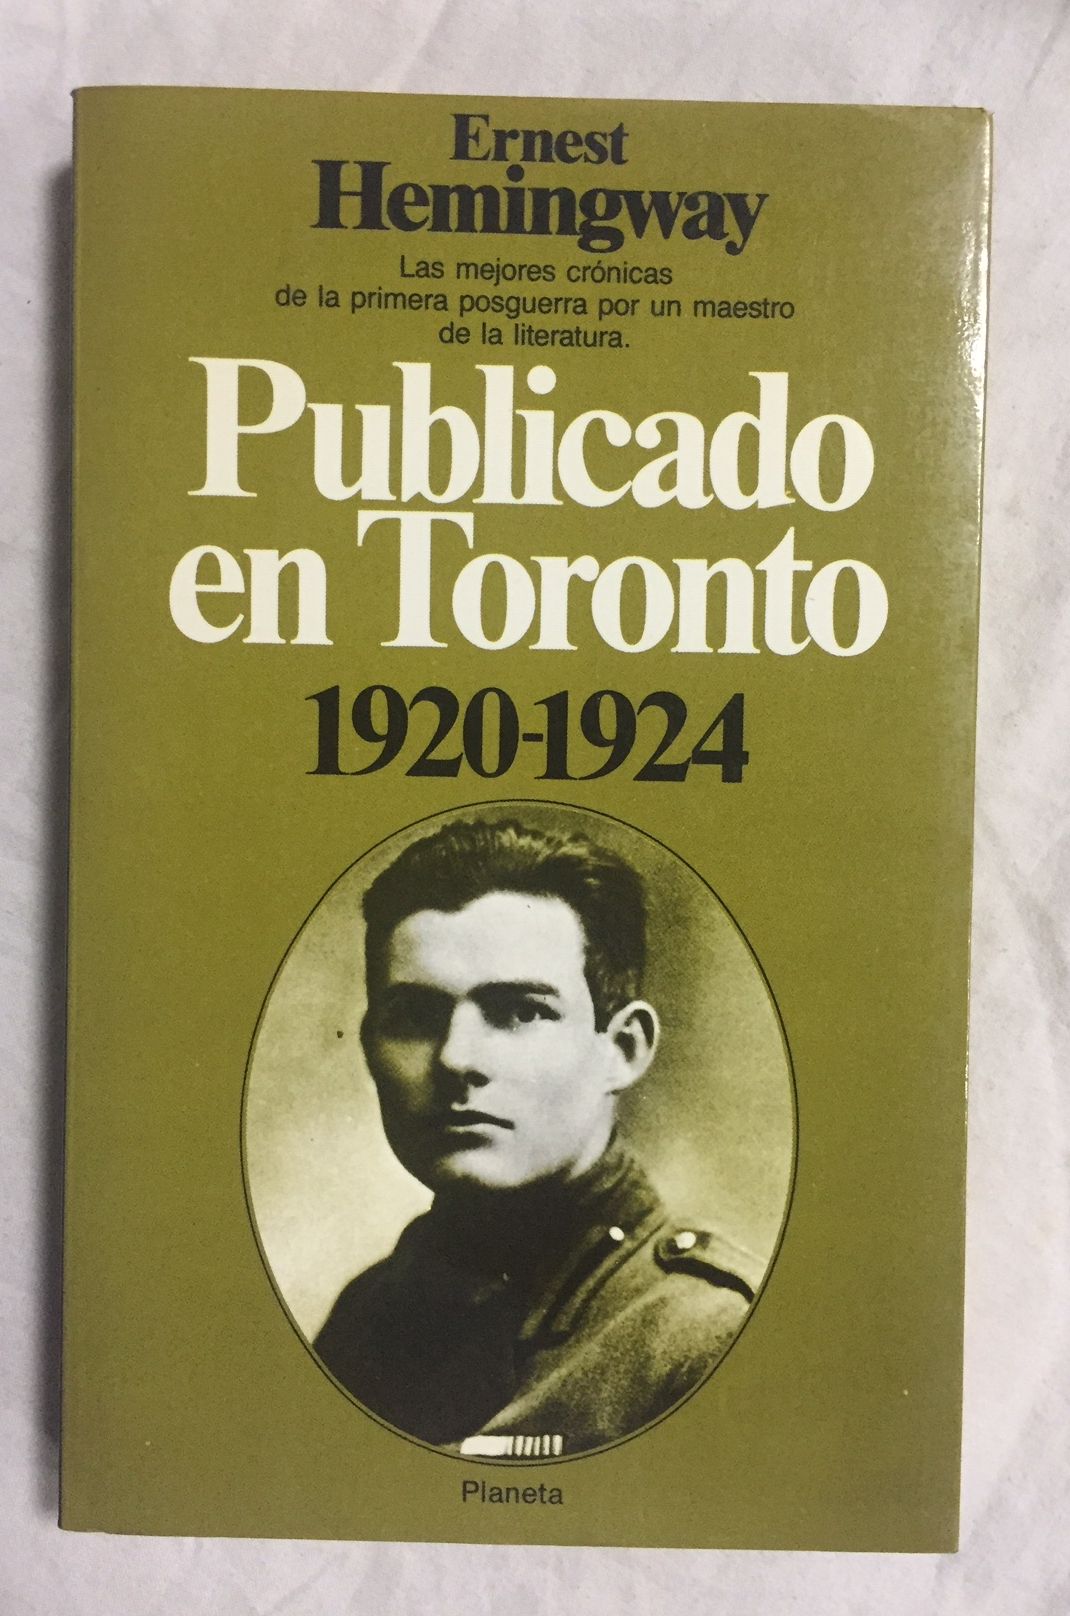 Ernest
Hemingway
Las mejores crónicas
de la primera posguerra por un maestro
de la literatura.
Publicado
en Toronto
1920-1924
Planeta